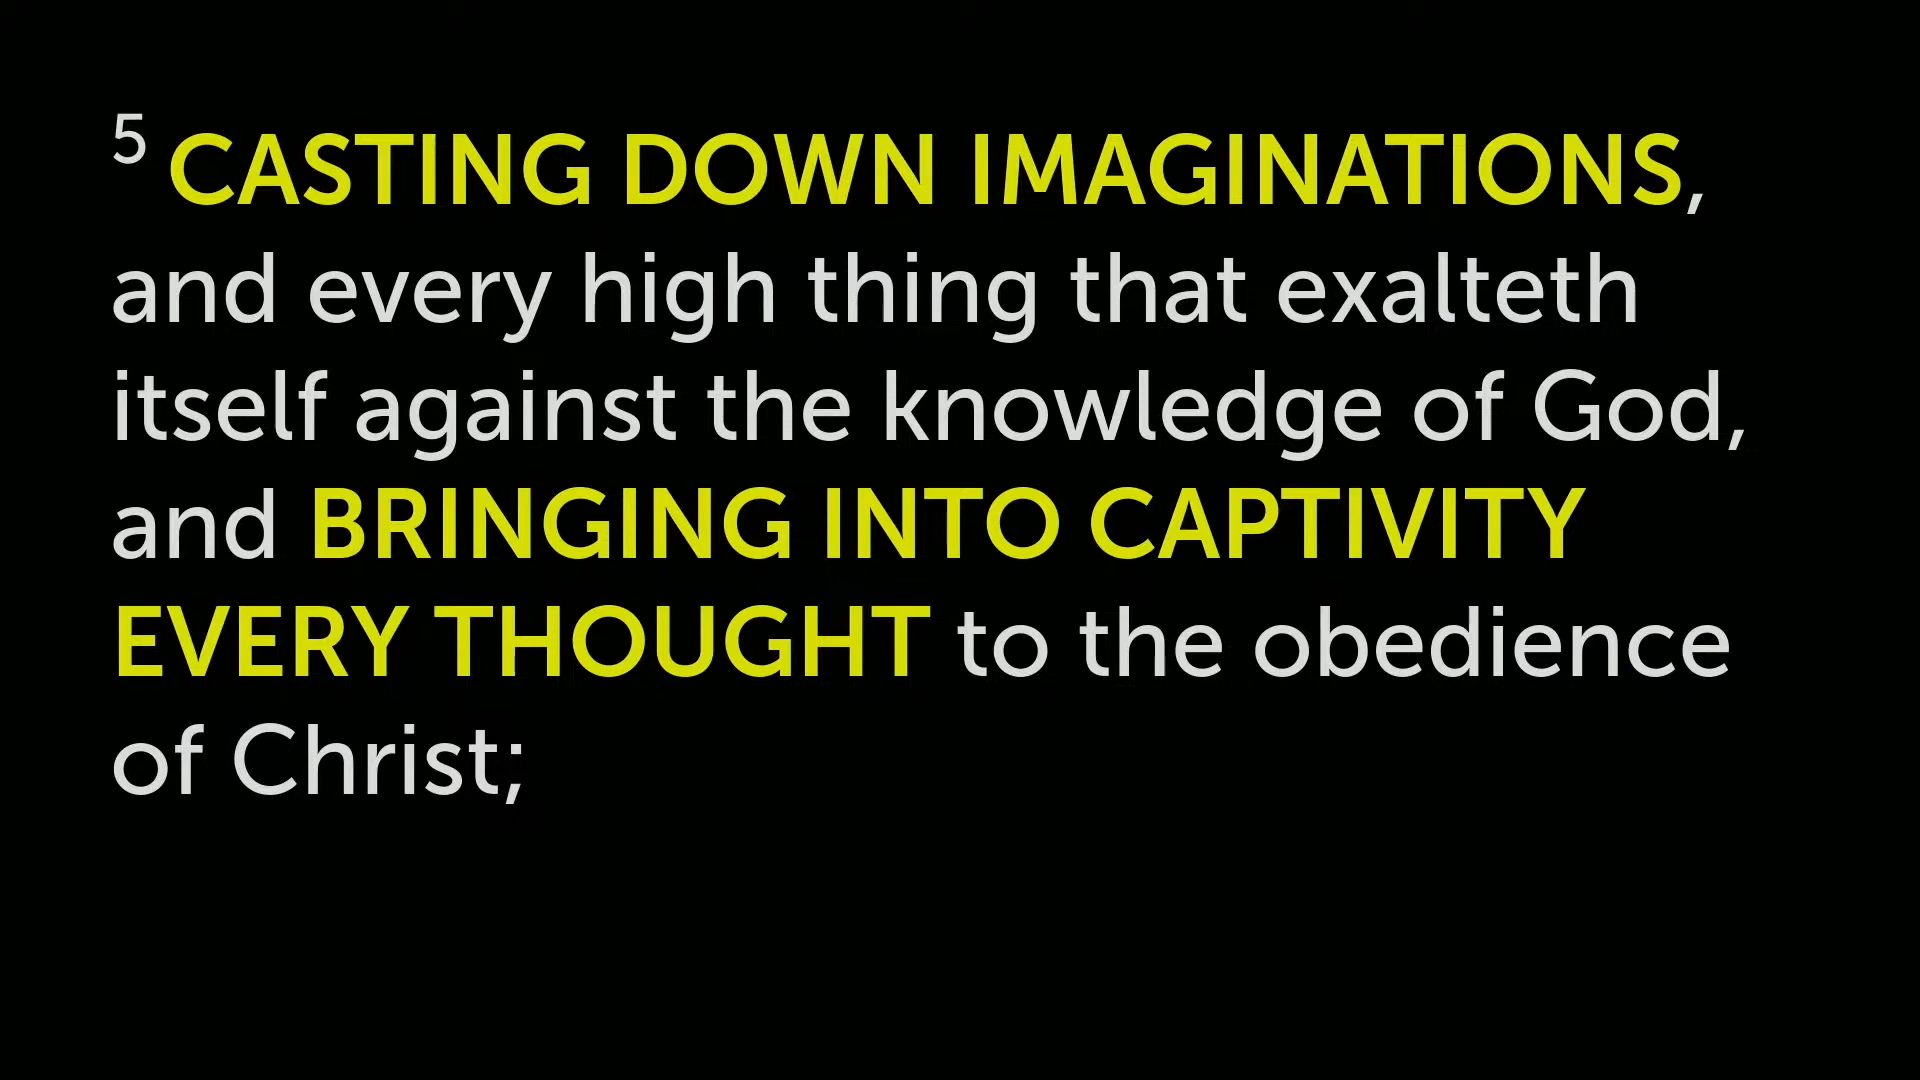 5 CASTING DOWN IMAGINATIONS,
and every high thing that exalteth
itself against the knowledge of God,
and BRINGING INTO CAPTIVITY
EVERY THOUGHT to the obedience
of Christ;